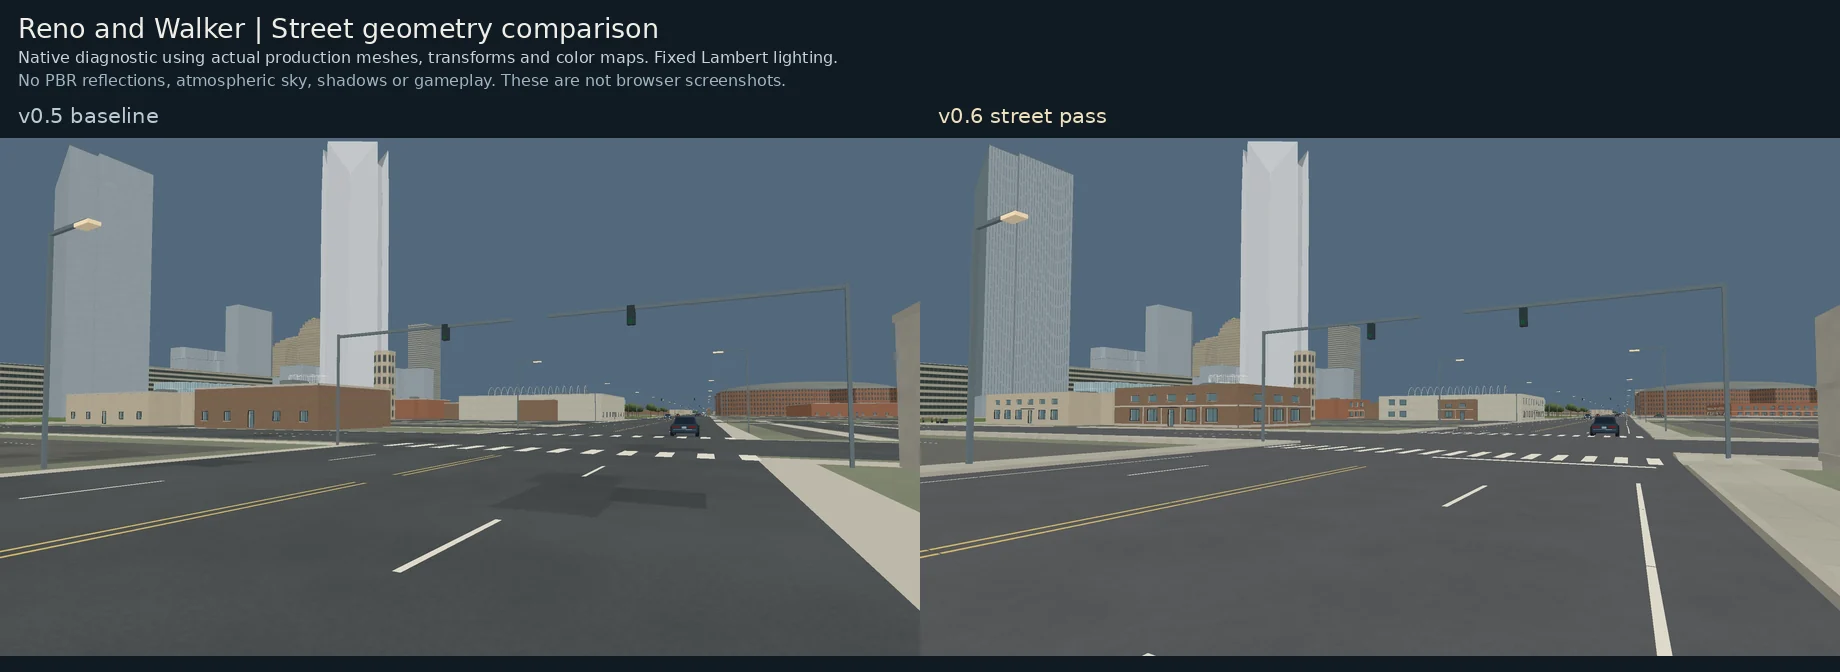 Reno and Walker | Street geometry comparison
Native diagnostic using actual production meshes, transforms and color maps. Fixed Lambert lighting.
No PBR reflections, atmospheric sky, shadows or gameplay. These are not browser screenshots.
v0.5 baseline
v0.6 street pass